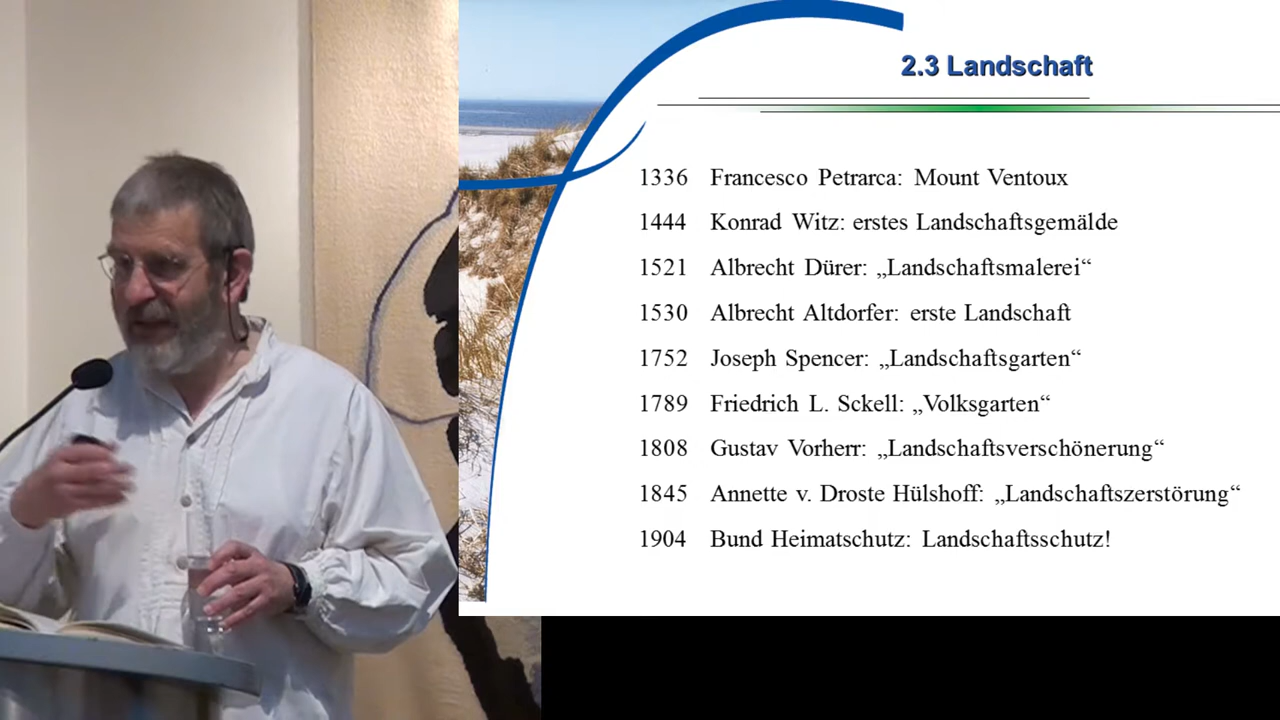 2.3 Landschaft
1336 Francesco Petrarca: Mount Ventoux
1444 Konrad Witz: erstes Landschaftsgemälde
1521 Albrecht Dürer: „Landschaftsmalerei“
1530 Albrecht Altdorfer: erste Landschaft
1752 Joseph Spencer: „Landschaftsgarten“
1789 Friedrich L. Sckell: „Volksgarten“
1808 Gustav Vorherr: „Landschaftsverschönerung“
1845 Annette v. Droste Hülshoff: „Landschaftszerstörung“
1904 Bund Heimatschutz: Landschaftsschutz!